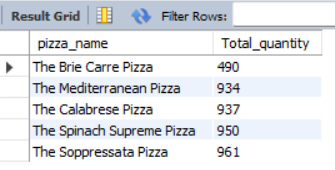 Result Grid Filter Rows:
pizza_name Total_quantity
The Brie Carre Pizza 490
The Mediterranean Pizza 934
The Calabrese Pizza 937
The Spinach Supreme Pizza 950
The Soppressata Pizza 961